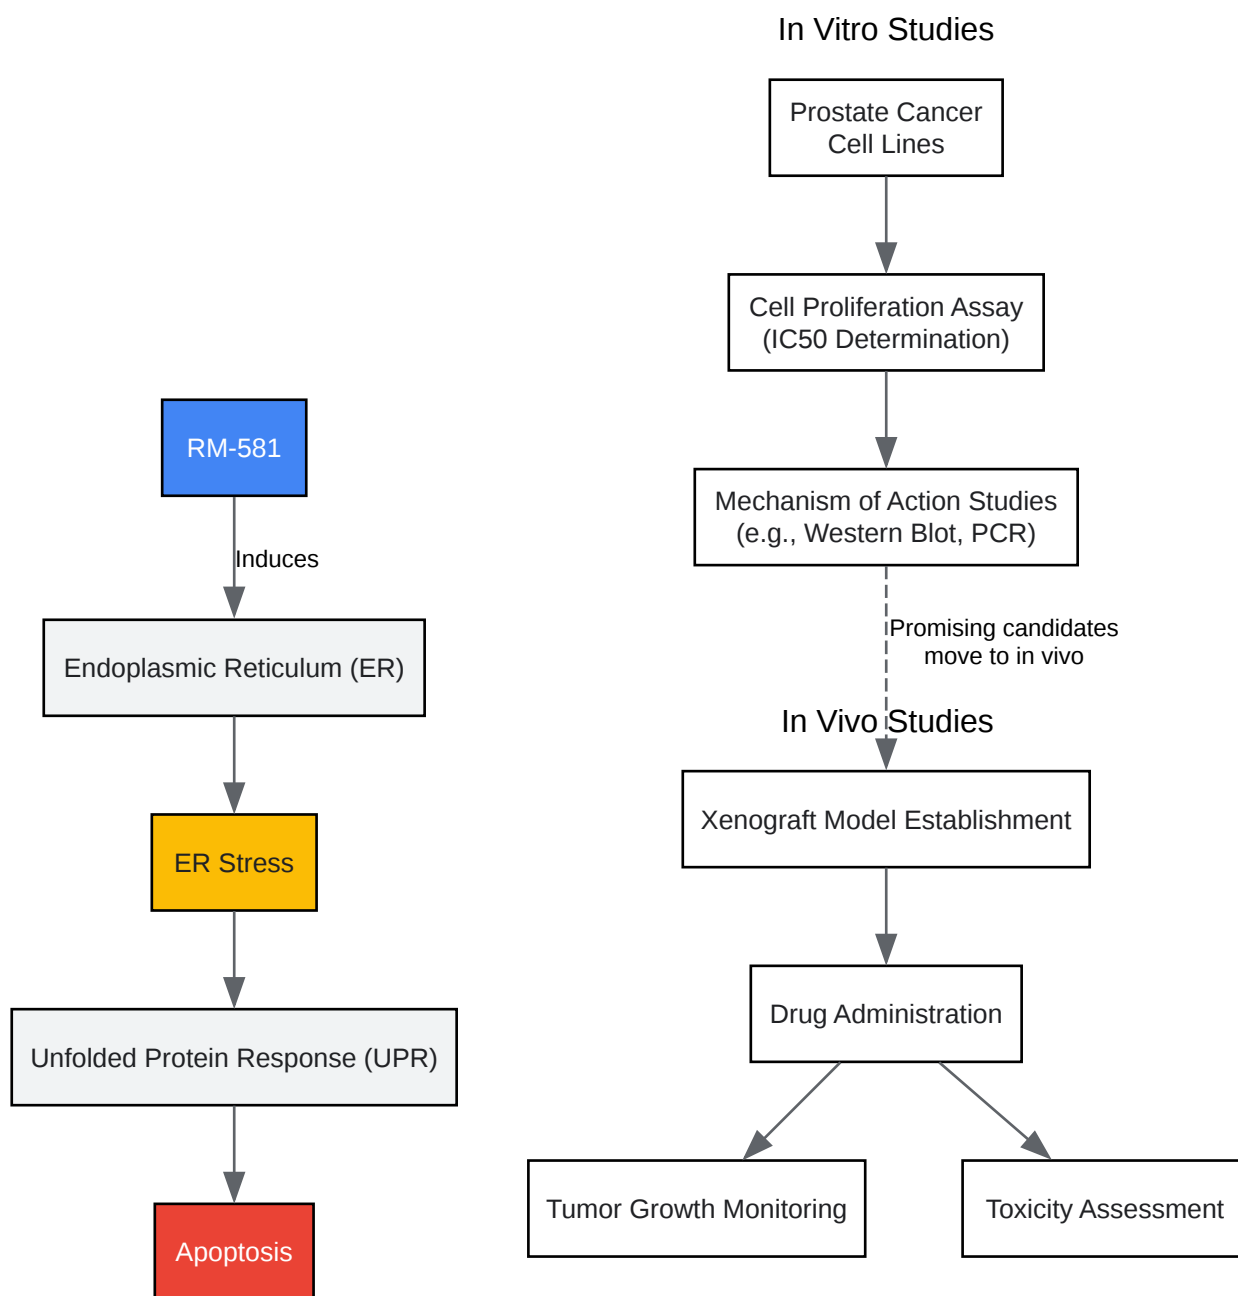 RM-581
Induces
Endoplasmic Reticulum (ER)
ER Stress
Unfolded Protein Response (UPR)
Apoptosis
In Vitro Studies
Prostate Cancer
Cell Lines
Cell Proliferation Assay
(IC50 Determination)
Mechanism of Action Studies
(e.g., Western Blot, PCR)
Promising candidates
move to in vivo
In Vivo Studies
Xenograft Model Establishment
Drug Administration
Tumor Growth Monitoring
Toxicity Assessment